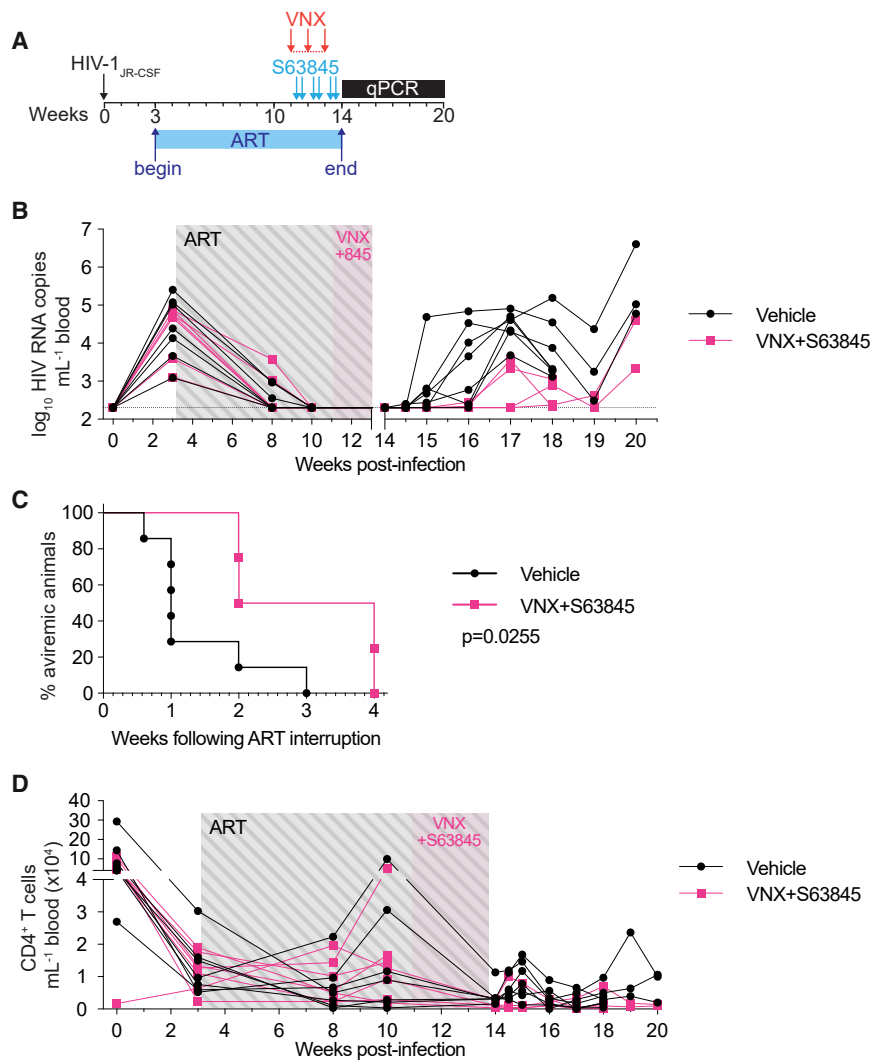 A
VNX
HIV-1JR-CSF
S63845
qPCR
Weeks 0 3 10 14 20
ART
begin end
B
7
6
5
4
3
2
log10 HIV RNA copies
mL-1 blood
ART
VNX
+845
Vehicle
VNX+S63845
0 2 4 6 8 10 12 14 15 16 17 18 19 20
Weeks post-infection
C
100
80
60
40
20
0
% aviremic animals
Vehicle
VNX+S63845
p=0.0255
0 1 2 3 4
Weeks following ART interruption
D
40
30
20
10
4
3
2
1
0
CD4+ T cells
mL-1 blood (x104)
ART
VNX
+S63845
Vehicle
VNX+S63845
0 2 4 6 8 10 14 15 16 17 18 19 20
Weeks post-infection